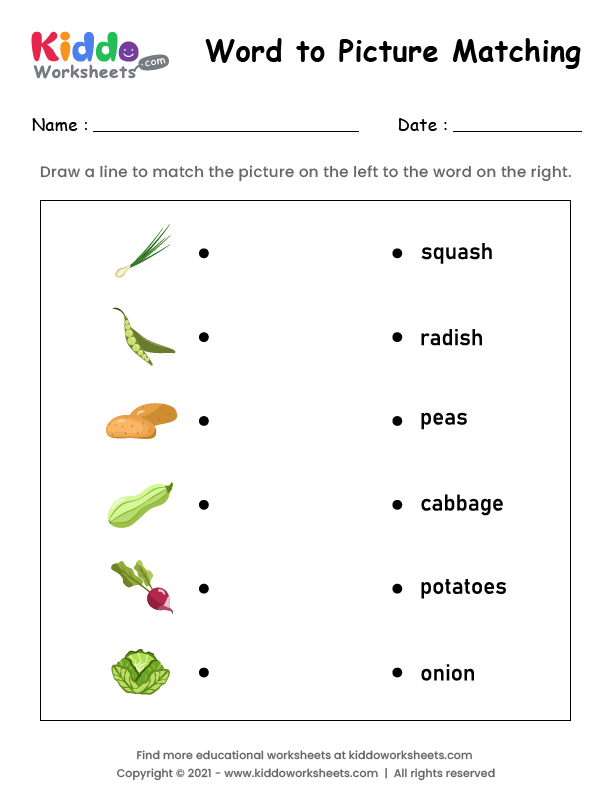 Kiddo
Worksheets.com
Word to Picture Matching
Name : ______ Date : ______
Draw a line to match the picture on the left to the word on the right.
squash
radish
peas
cabbage
potatoes
onion
Find more educational worksheets at kiddoworksheets.com
Copyright © 2021 - www.kiddoworksheets.com | All rights reserved